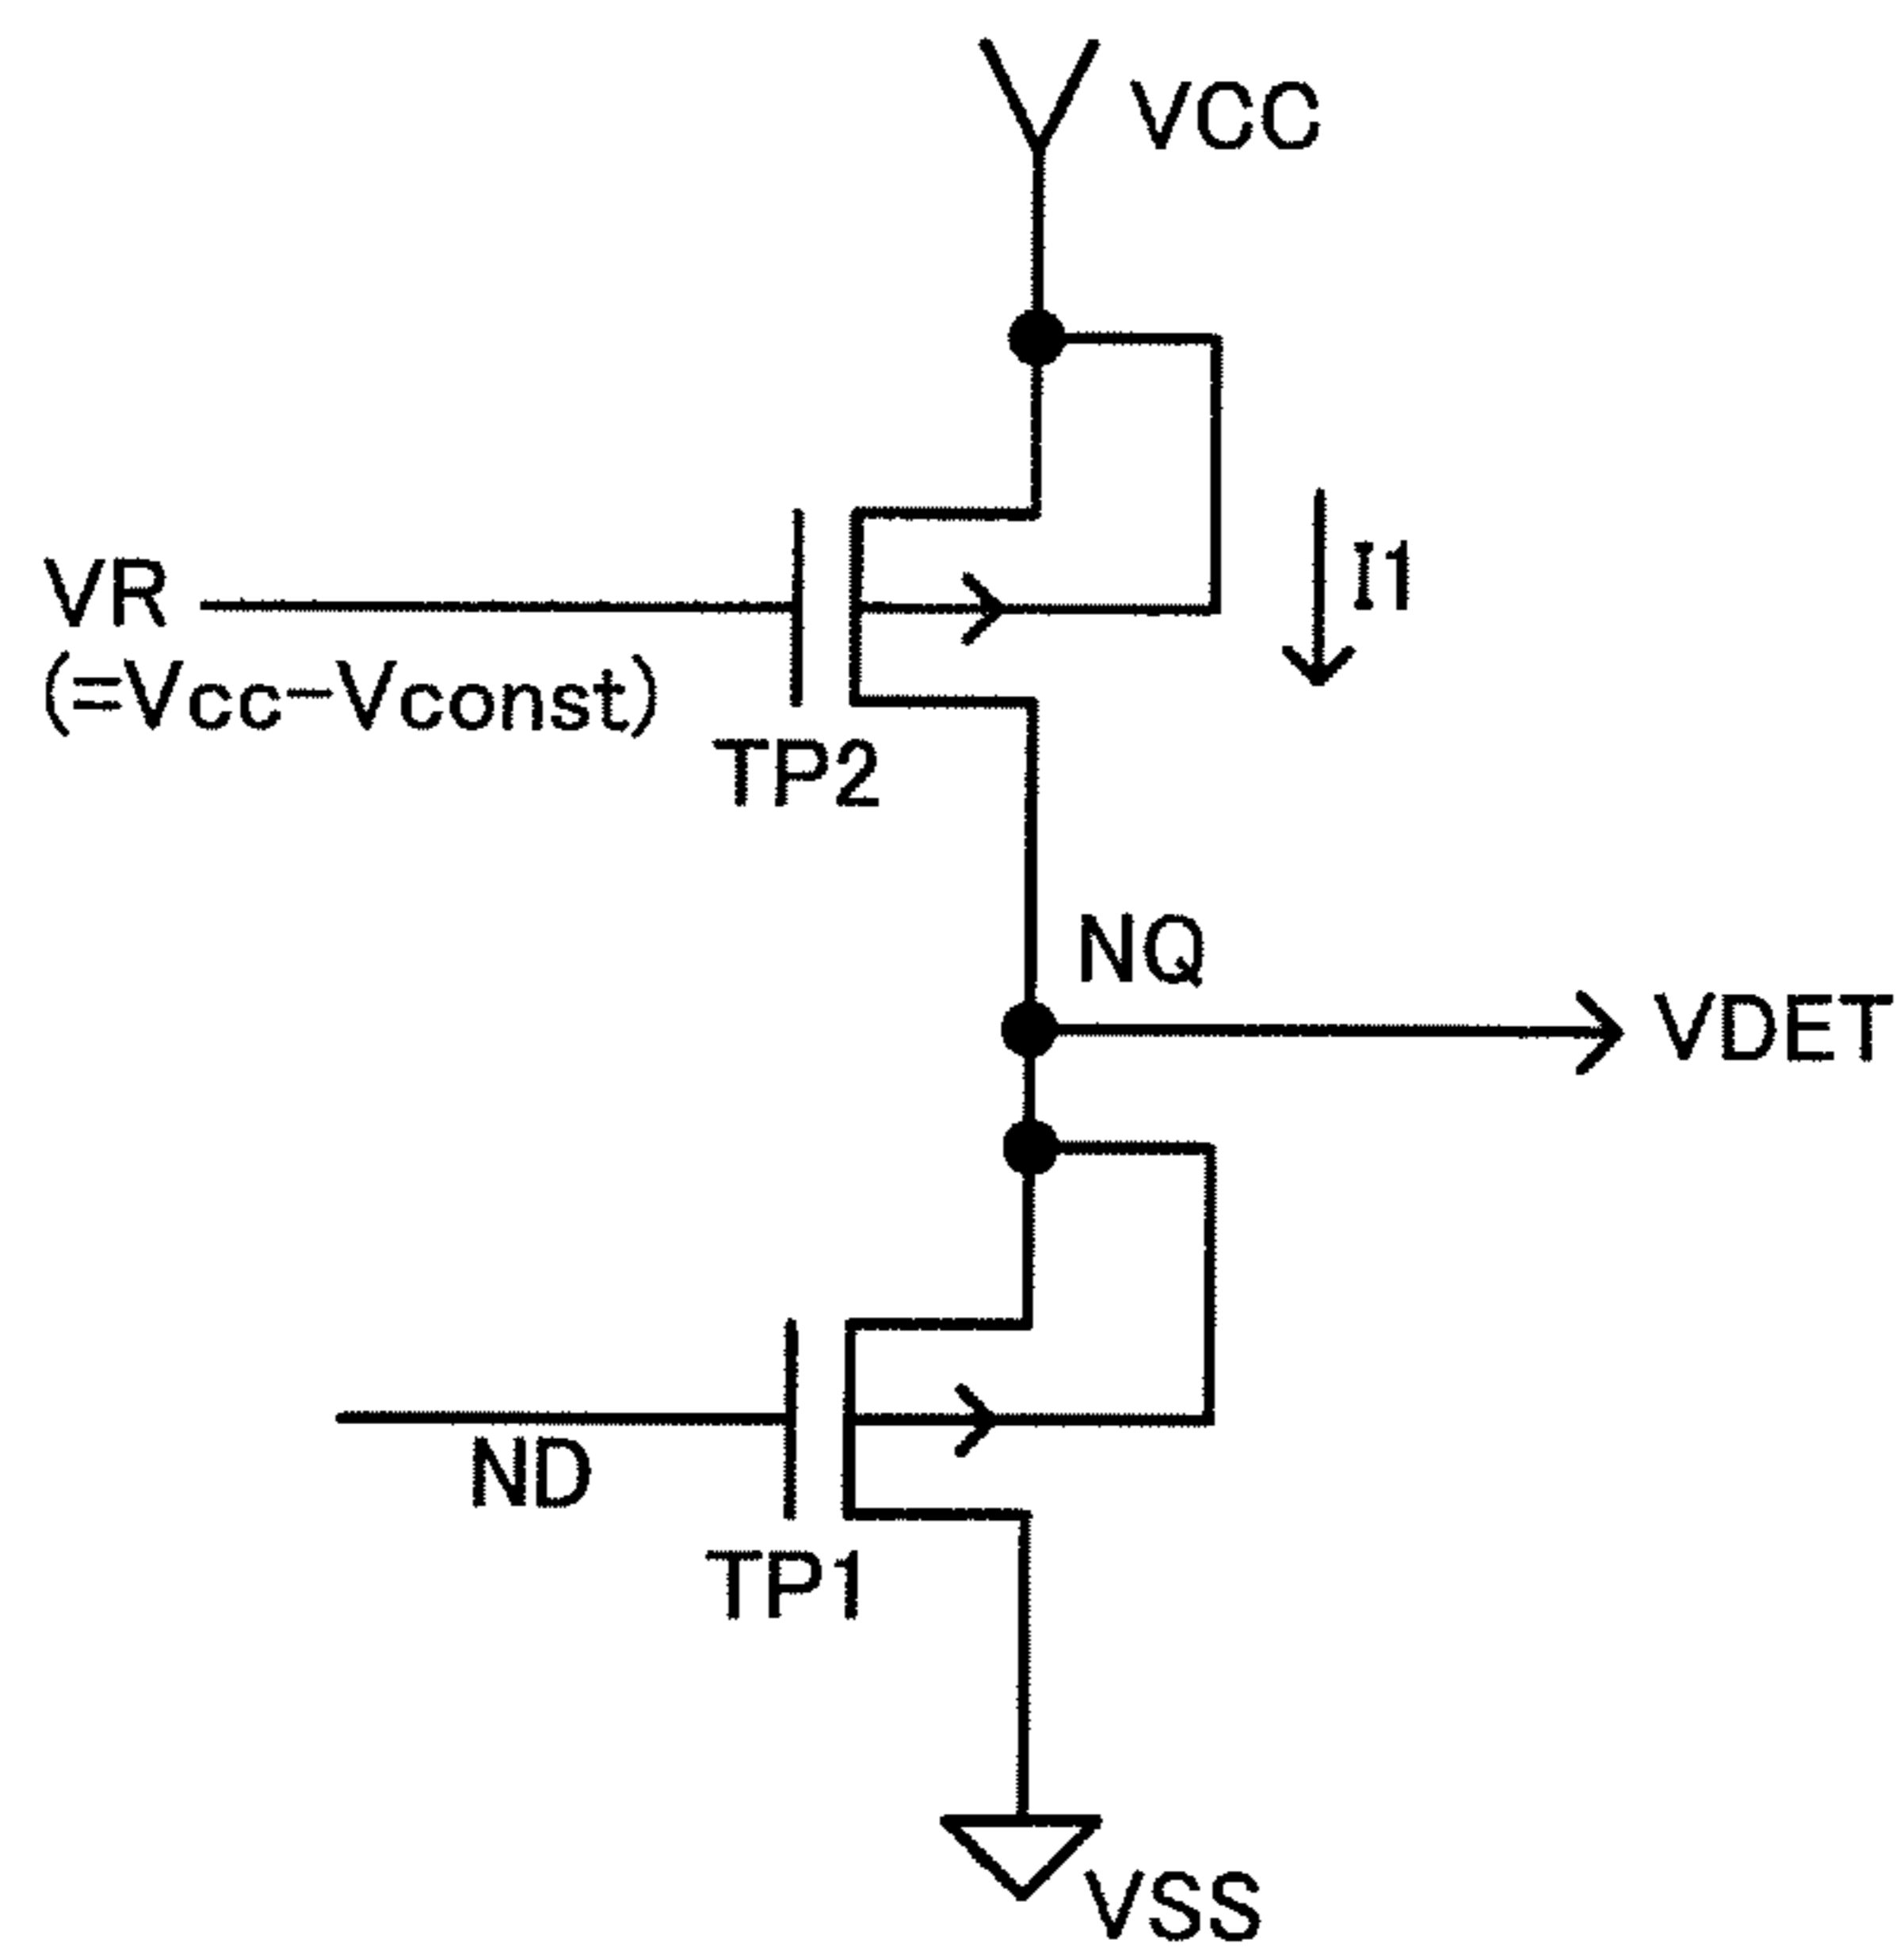 VCC
VR
(=Vcc-Vconst)
I1
TP2
NQ
VDET
ND
TP1
VSS